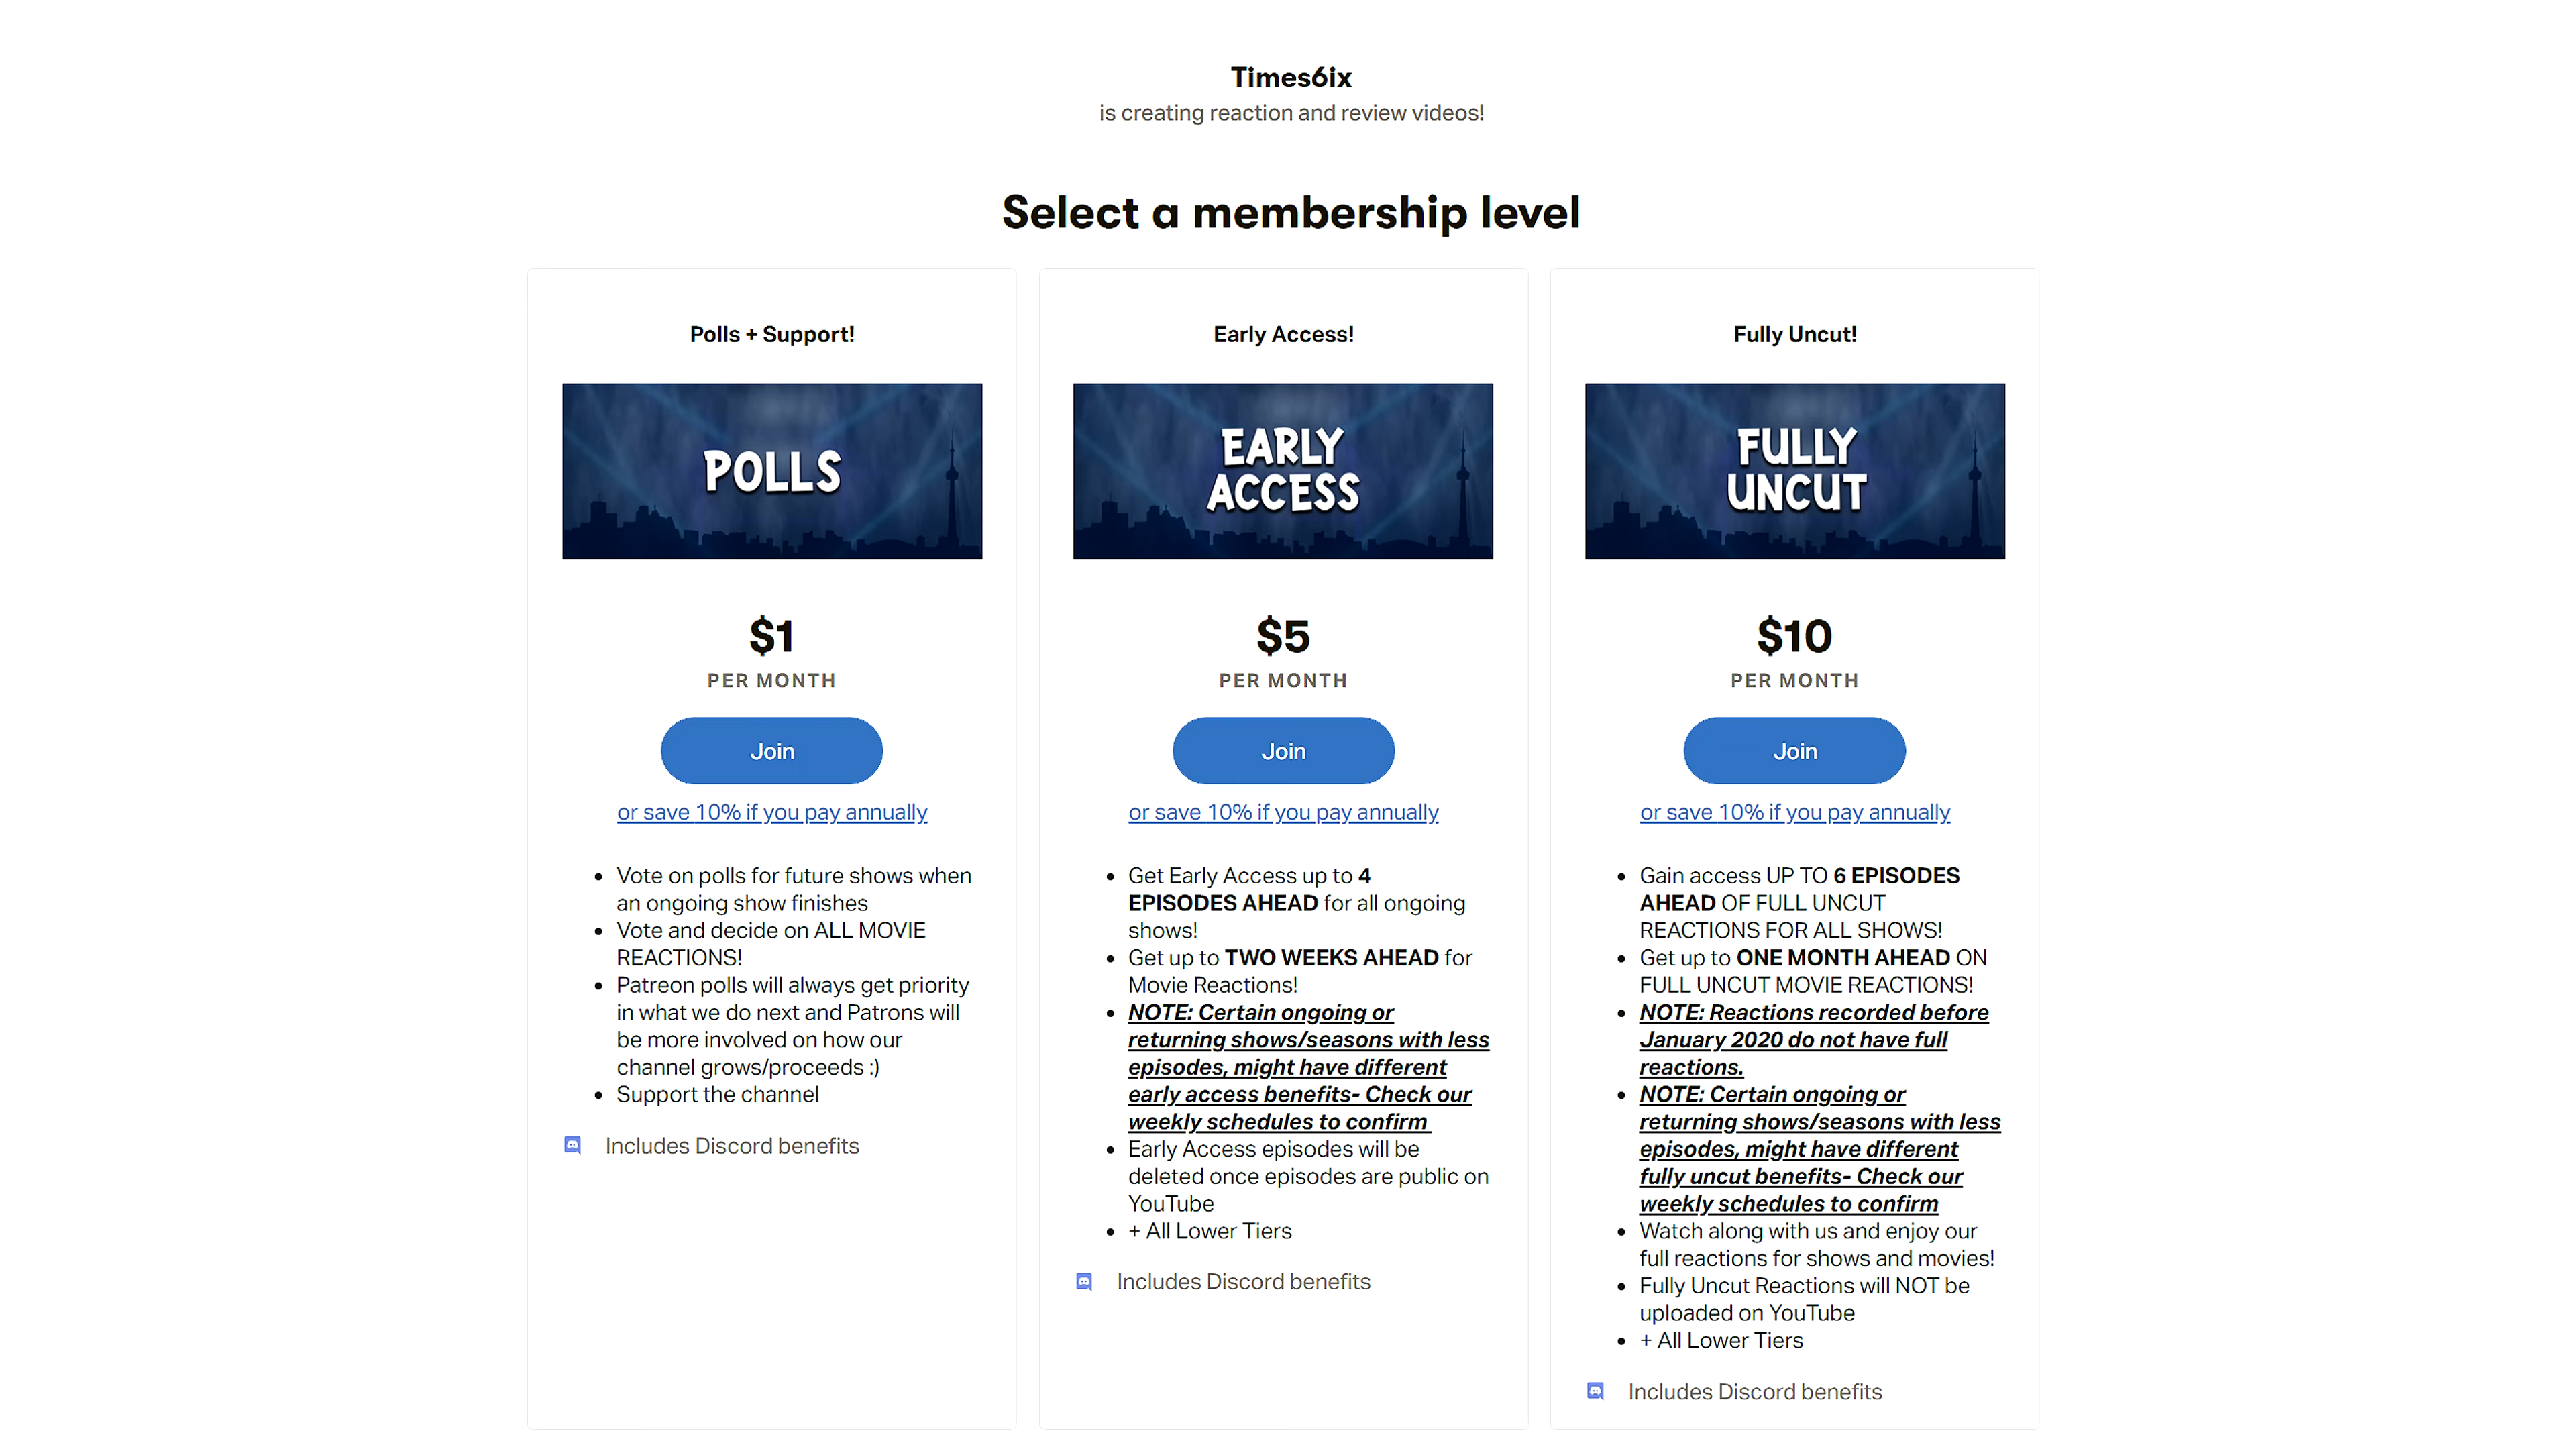 Times6ix
is creating reaction and review videos!
Select a membership level
Polls + Support!
POLLS
$1
PER MONTH
Join
or save 10% if you pay annually
Vote on polls for future shows when
an ongoing show finishes
Vote and decide on ALL MOVIE
REACTIONS!
Patreon polls will always get priority
in what we do next and Patrons will
be more involved on how our
channel grows/proceeds :)
Support the channel
Includes Discord benefits
Early Access!
EARLY
ACCESS
$5
PER MONTH
Join
or save 10% if you pay annually
Get Early Access up to 4
EPISODES AHEAD for all ongoing
shows!
Get up to TWO WEEKS AHEAD for
Movie Reactions!
NOTE: Certain ongoing or
returning shows/seasons with less
episodes, might have different
early access benefits- Check our
weekly schedules to confirm
Early Access episodes will be
deleted once episodes are public on
YouTube
+ All Lower Tiers
Includes Discord benefits
Fully Uncut!
FULLY
UNCUT
$10
PER MONTH
Join
or save 10% if you pay annually
Gain access UP TO 6 EPISODES
AHEAD OF FULL UNCUT
REACTIONS FOR ALL SHOWS!
Get up to ONE MONTH AHEAD ON
FULL UNCUT MOVIE REACTIONS!
NOTE: Reactions recorded before
January 2020 do not have full
reactions.
NOTE: Certain ongoing or
returning shows/seasons with less
episodes, might have different
fully uncut benefits- Check our
weekly schedules to confirm
Watch along with us and enjoy our
full reactions for shows and movies!
Fully Uncut Reactions will NOT be
uploaded on YouTube
+ All Lower Tiers
Includes Discord benefits